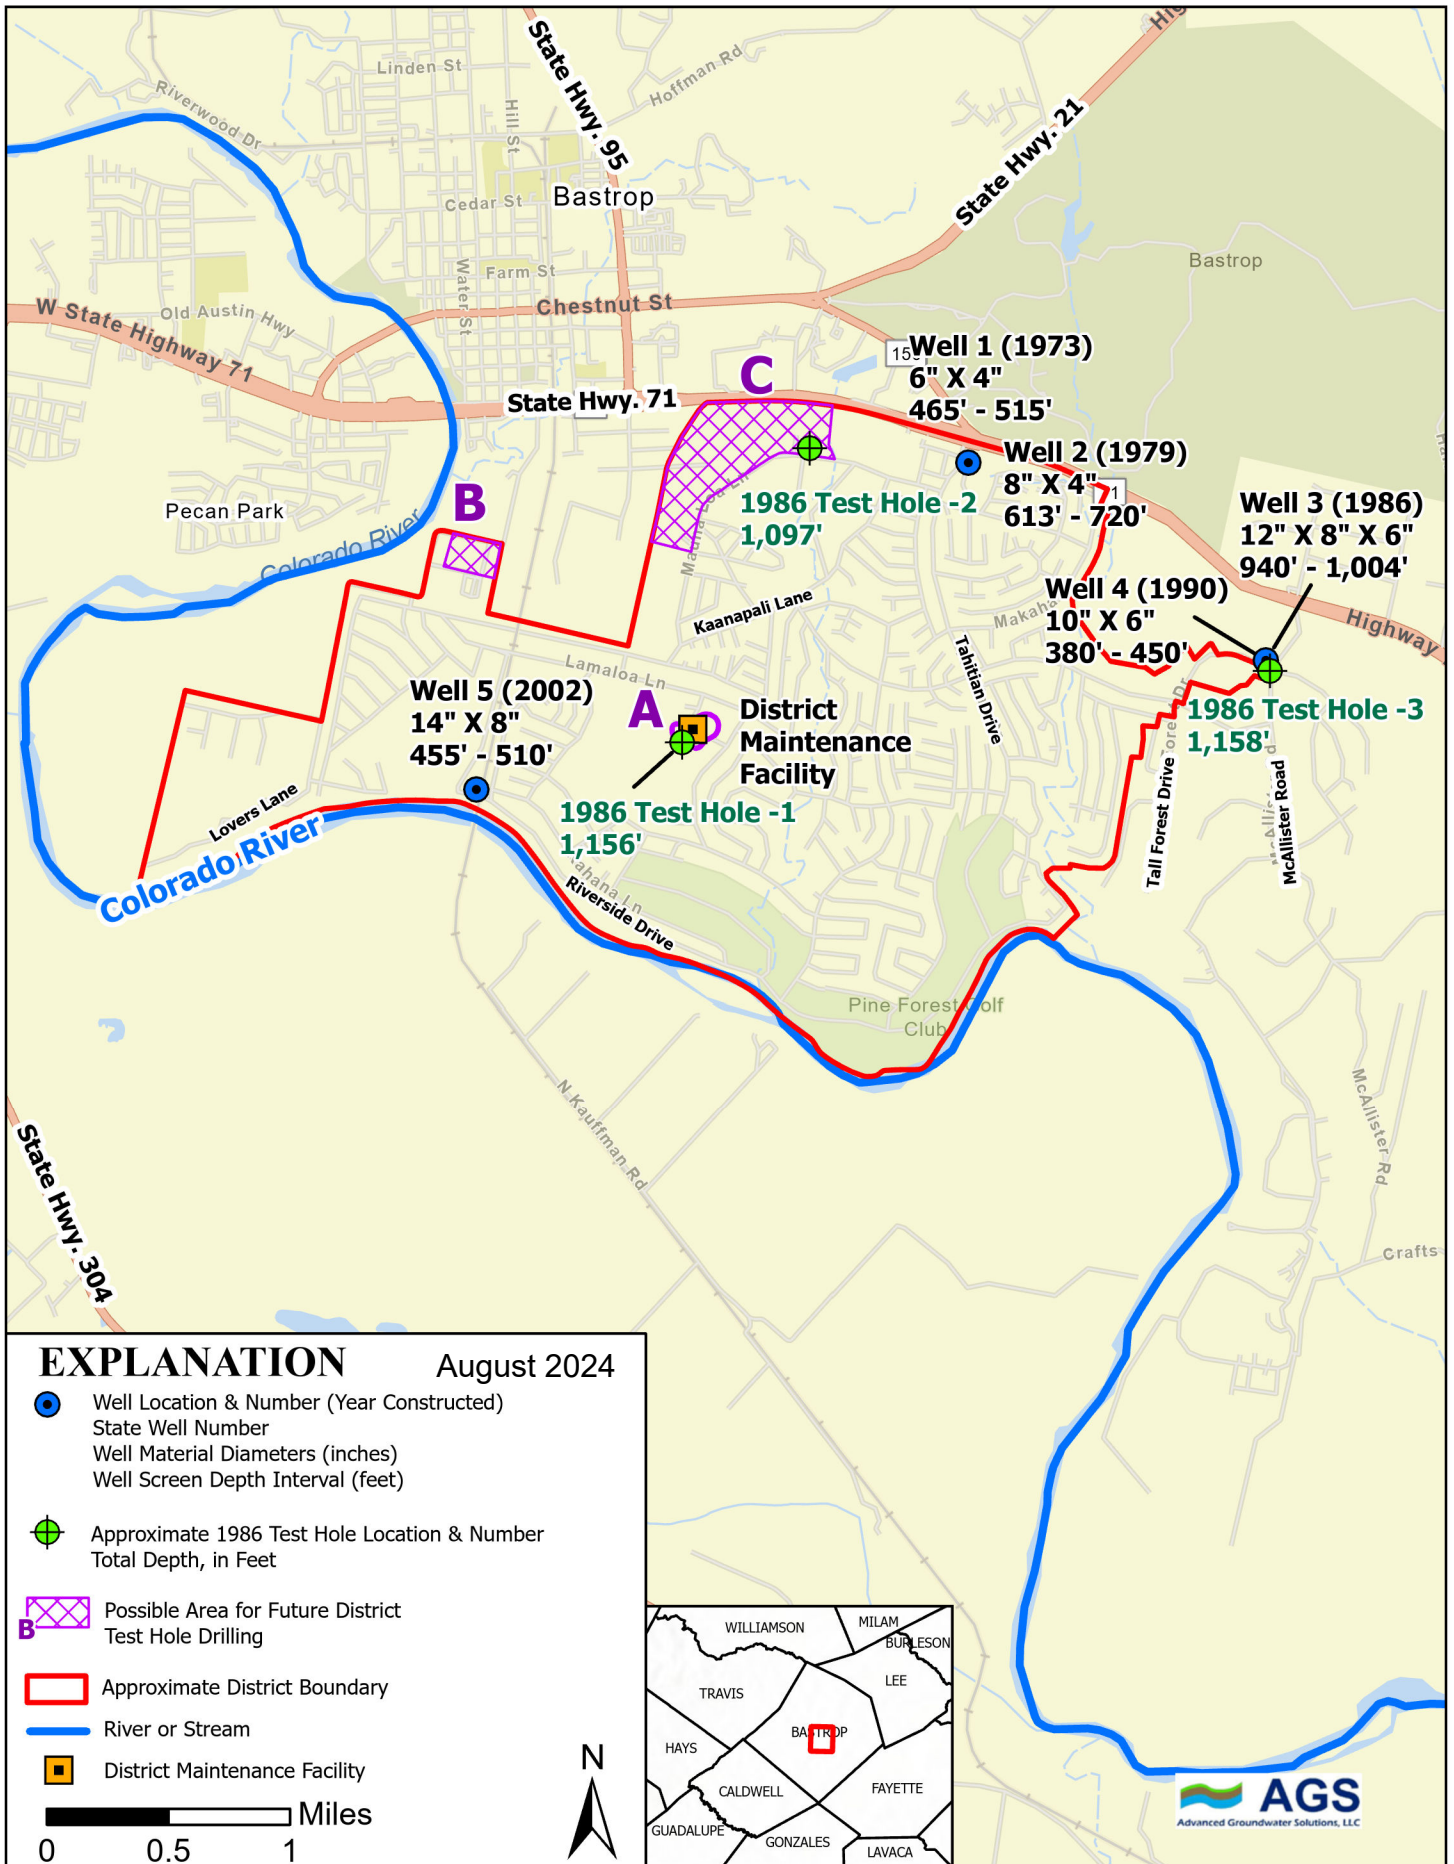 State Hwy. 95
Hig
Linden St
Hoffman Rd
Riverwood Dr
Hill St
State Hwy. 21
Cedar St
Bastrop
Bastrop
Farm St
Water St
Chestnut St
W State Highway 71
Old Austin Hwy
State Hwy. 71
C
Well 1 (1973)
6" X 4"
465' - 515'
Well 2 (1979)
8" X 4"
613' - 720'
1
Well 3 (1986)
12" X 8" X 6"
940' - 1,004'
Pecan Park
B
Colorado River
1986 Test Hole -2
1,097'
Kaanapali Lane
Makaha
Well 4 (1990)
10" X 6"
380' - 450'
Highway
Lamaloa Ln
Tahitian Drive
Well 5 (2002)
14" X 8"
455' - 510'
A
District
Maintenance
Facility
1986 Test Hole -3
1,158'
1986 Test Hole -1
1,156'
Lovers Lane
Colorado River
Tall Forest Drive
McAllister Road
Riverside Drive
Pine Forest Golf
Club
N Kauffman Rd
McAllister Rd
State Hwy. 304
Crafts
EXPLANATION
August 2024
Well Location & Number (Year Constructed)
State Well Number
Well Material Diameters (inches)
Well Screen Depth Interval (feet)
Approximate 1986 Test Hole Location & Number
Total Depth, in Feet
B
Possible Area for Future District
Test Hole Drilling
Approximate District Boundary
River or Stream
District Maintenance Facility
Miles
0 0.5 1
N
WILLIAMSON
MILAM
BURLESON
LEE
TRAVIS
BASTROP
HAYS
CALDWELL
FAYETTE
GUADALUPE
GONZALES
LAVACA
AGS
Advanced Groundwater Solutions, LLC